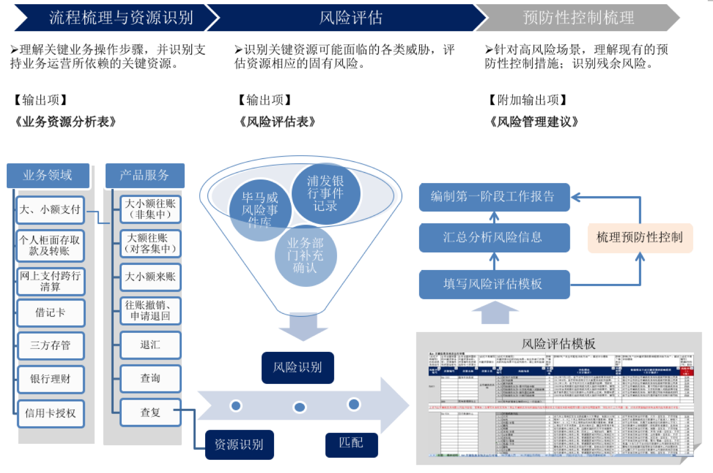 流程梳理与资源识别
风险评估
预防性控制梳理
➢理解关键业务操作步骤，并识别支
持业务运营所依赖的关键资源。
➢识别关键资源可能面临的各类威胁，评
估资源相应的固有风险。
➢针对高风险场景，理解现有的预
防性控制措施；识别残余风险。
【输出项】
《业务资源分析表》
【输出项】
《风险评估表》
【附加输出项】
《风险管理建议》
业务领域
大、小额支付
个人柜面存取
款及转账
网上支付跨行
清算
借记卡
三方存管
银行理财
信用卡授权
产品服务
大小额往账
（非集中）
大额往账
（对客集中）
大小额来账
往账撤销、
申请退回
退汇
查询
查复
毕马威
风险事
件库
浦发银
行事件
记录
业务部
门补充
确认
风险识别
资源识别
匹配
编制第一阶段工作报告
汇总分析风险信息
填写风险评估模板
梳理预防性控制
风险评估模板